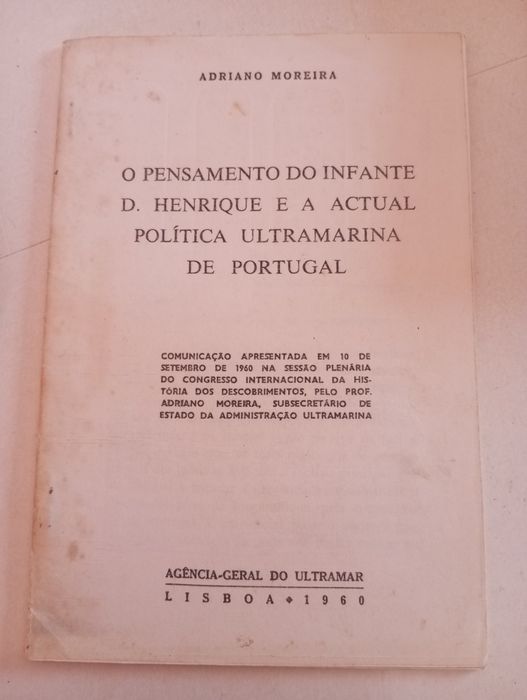 ADRIANO MOREIRA
O PENSAMENTO DO INFANTE
D. HENRIQUE E A ACTUAL
POLÍTICA ULTRAMARINA
DE PORTUGAL
COMUNICAÇÃO APRESENTADA EM 10 DE
SETEMBRO DE 1960 NA SESSÃO PLENÁRIA
DO CONGRESSO INTERNACIONAL DA HIS-
TÓRIA DOS DESCOBRIMENTOS, PELO PROF.
ADRIANO MOREIRA, SUBSECRETÁRIO DE
ESTADO DA ADMINISTRAÇÃO ULTRAMARINA
AGÊNCIA-GERAL DO ULTRAMAR
LISBOA ◆ 1960